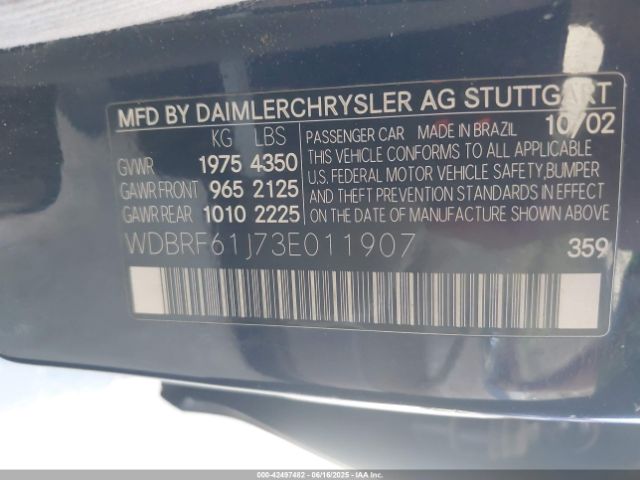 MFD BY DAIMLERCHRYSLER AG STUTTGART
KG LBS
GVWR 1975 4350
GAWR FRONT 965 2125
GAWR REAR 1010 2225
PASSENGER CAR MADE IN BRAZIL 10/02
THIS VEHICLE CONFORMS TO ALL APPLICABLE
U.S. FEDERAL MOTOR VEHICLE SAFETY, BUMPER
AND THEFT PREVENTION STANDARDS IN EFFECT
ON THE DATE OF MANUFACTURE SHOWN ABOVE
WDBRF61J73E011907 359
000-42497482 - 06/16/2025 - IAAI.COM